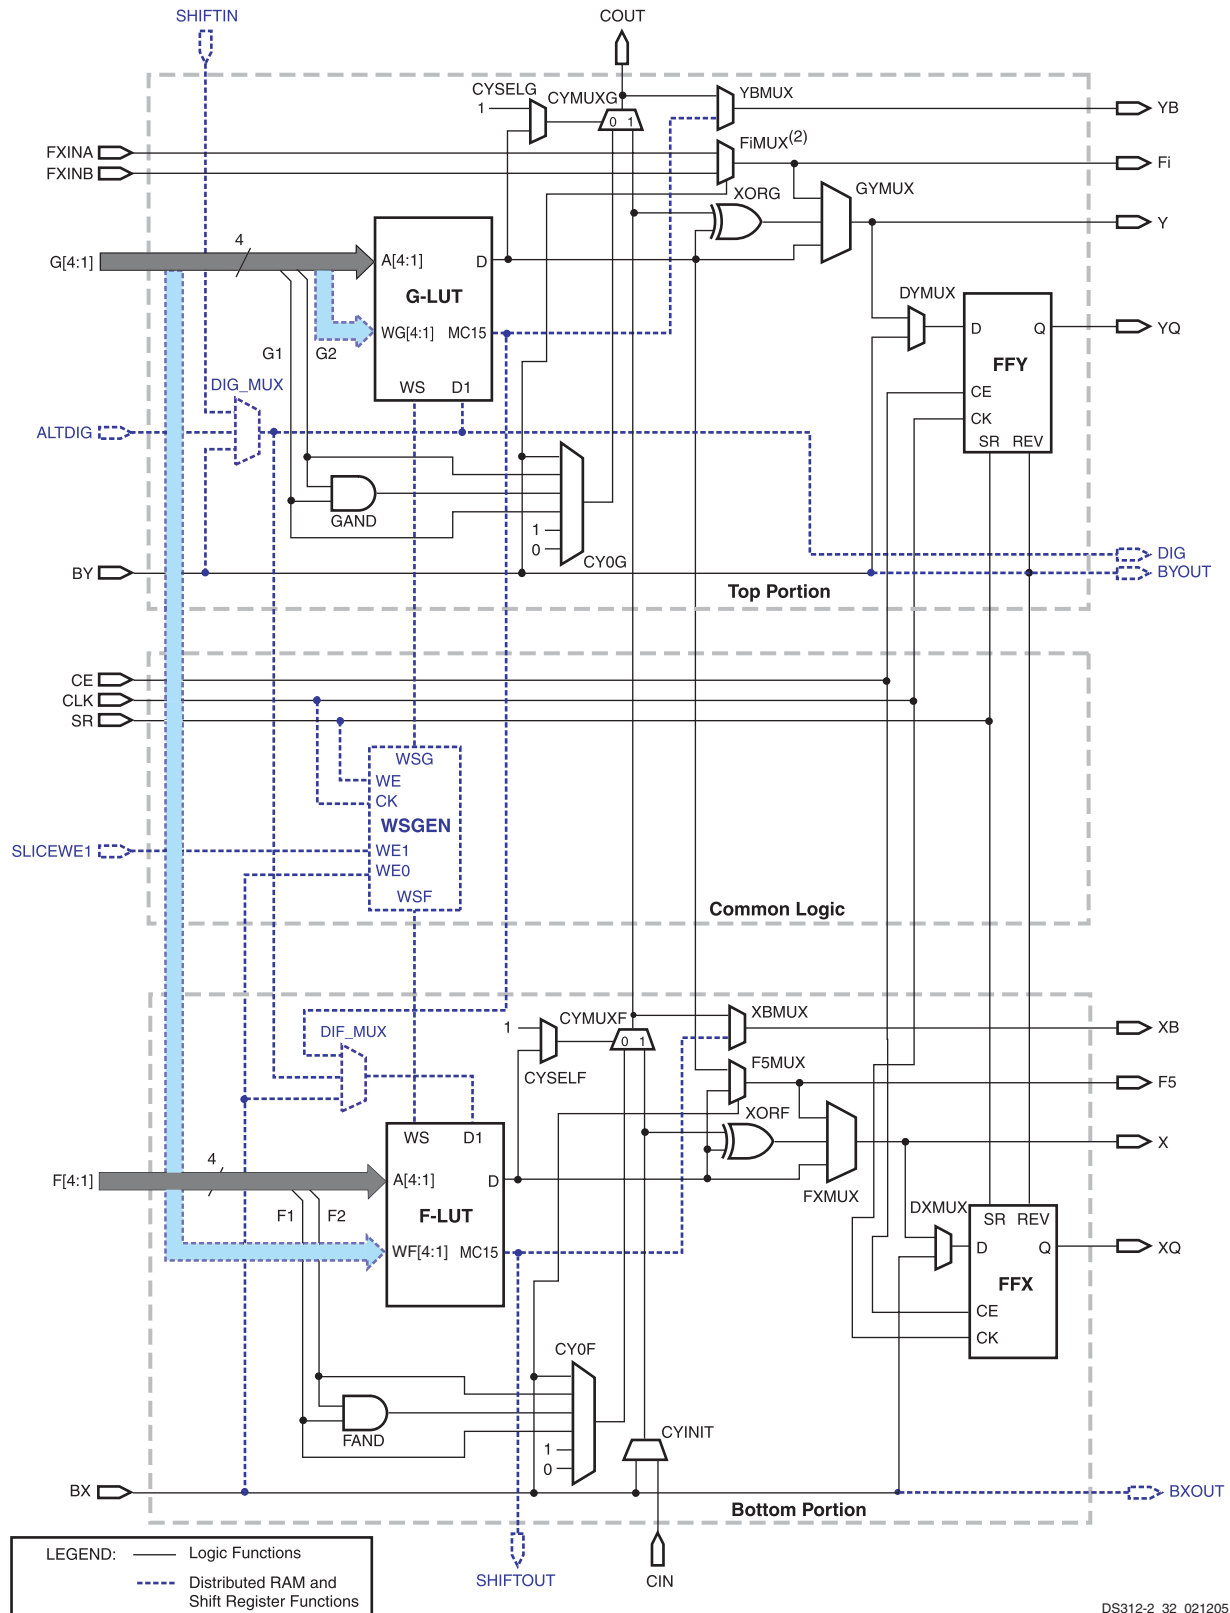 SHIFTIN
COUT
CYSELG
1
CYMUXG
0 1
YBMUX
YB
FXINA
FXINB
FiMUX(2)
Fi
XORG
GYMUX
Y
G[4:1]
4
A[4:1]
D
G-LUT
WG[4:1]
MC15
WS
D1
G1
G2
DYMUX
D
Q
YQ
FFY
CE
CK
SR
REV
DIG_MUX
ALTDIG
GAND
1
0
CY0G
DIG
BY
BYOUT
Top Portion
CE
CLK
SR
WSG
WE
CK
WSGEN
SLICEWE1
WE1
WE0
WSF
Common Logic
1
CYMUXF
0 1
CYSELF
XBMUX
XB
DIF_MUX
F5MUX
F5
XORF
X
FXMUX
WS
D1
F[4:1]
4
A[4:1]
D
F-LUT
F1
F2
WF[4:1]
MC15
DXMUX
SR
REV
D
Q
XQ
FFX
CE
CK
CY0F
FAND
1
0
CYINIT
BX
BXOUT
Bottom Portion
SHIFTOUT
CIN
LEGEND:
Logic Functions
Distributed RAM and
Shift Register Functions
DS312-2_32_021205